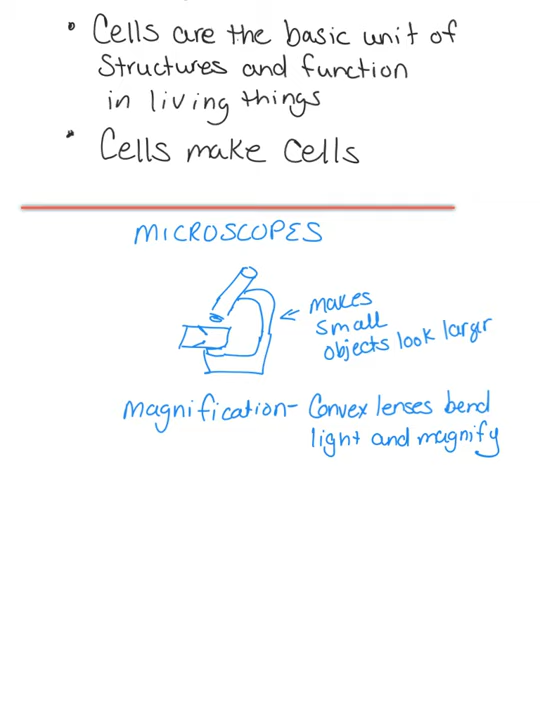 • Cells are the basic unit of
Structures and function
in living things
• Cells make Cells
MICROSCOPES
makes
small
objects look larger
Magnification- Convex lenses bend
light and magnify